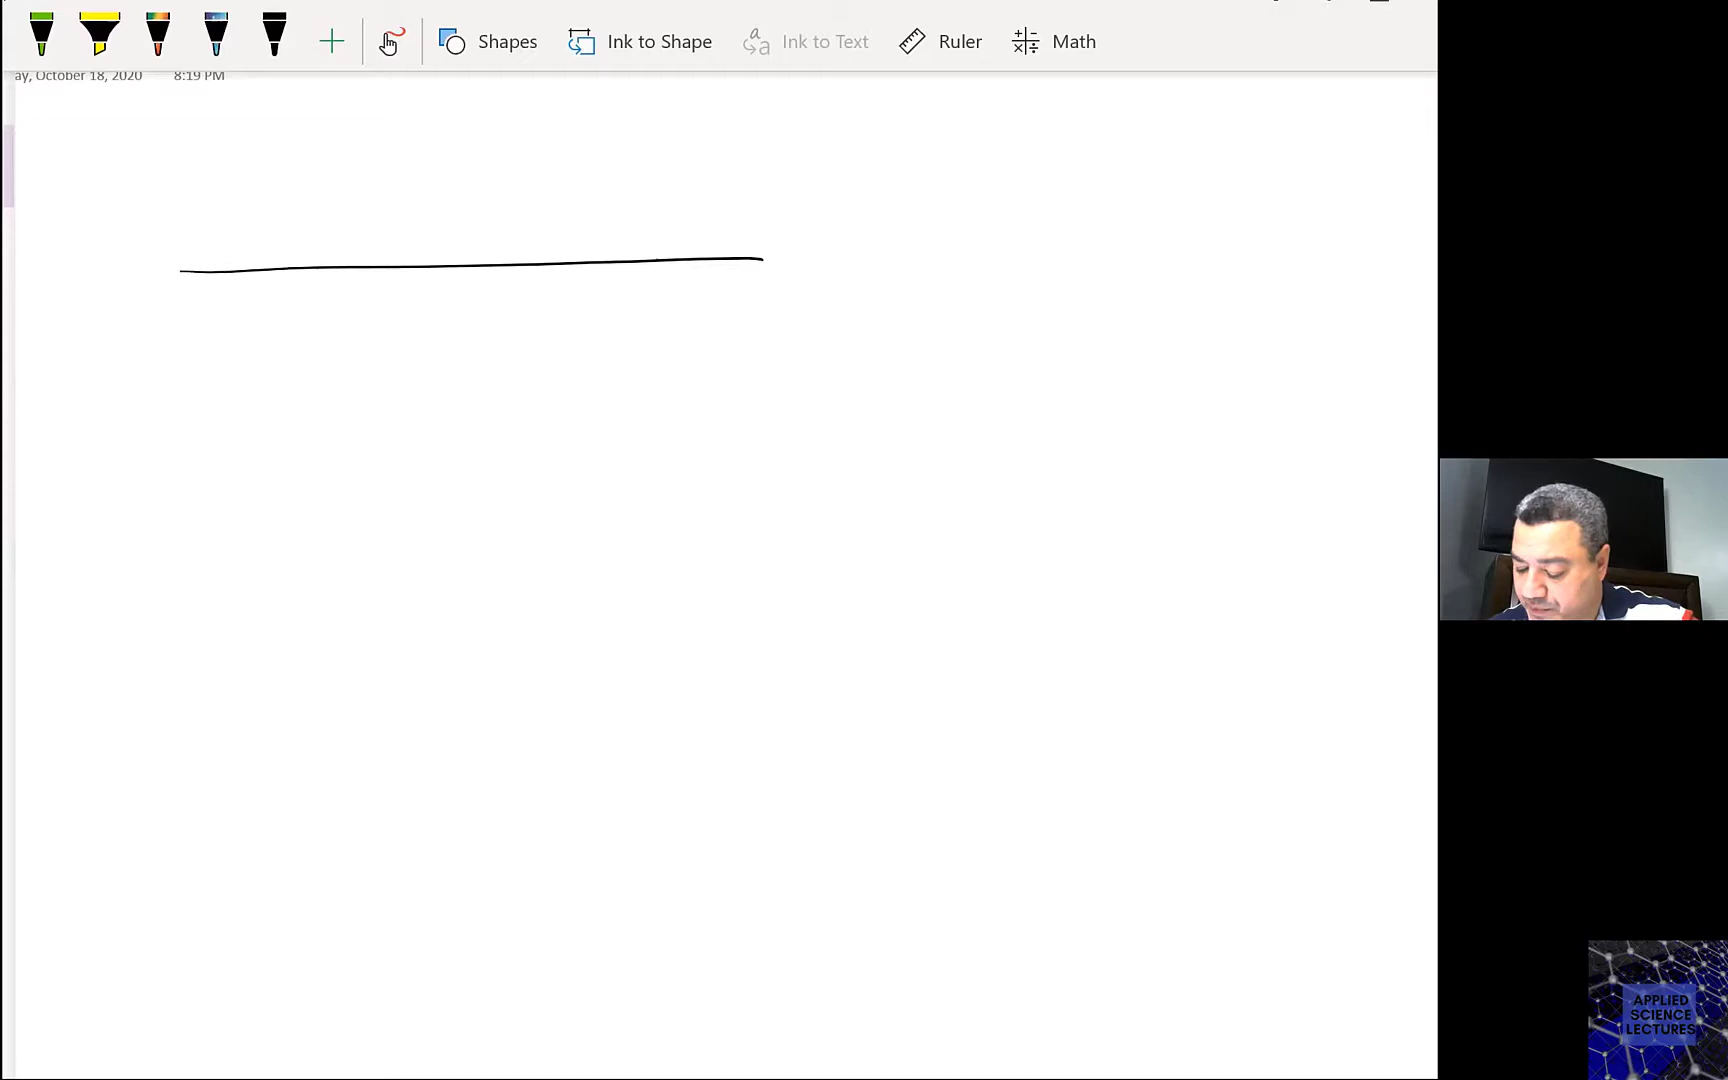 Shapes
Ink to Shape
Ink to Text
Ruler
Math
ay, October 18, 2020 8:19 PM
APPLIED
SCIENCE
LECTURES